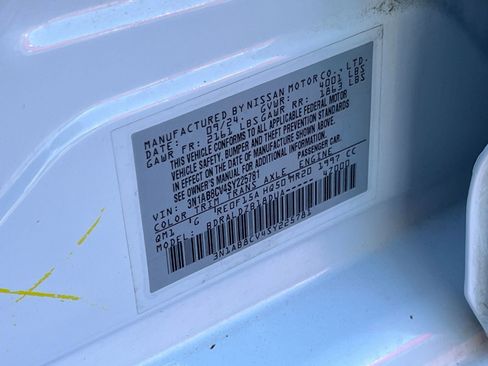 MANUFACTURED BY NISSAN MOTOR CO., LTD.
DATE: 09/24 GVWR: 4001 LBS
GAWR FR: 2161 LBS GAWR RR: 1863 LBS
THIS VEHICLE CONFORMS TO ALL APPLICABLE FEDERAL MOTOR
VEHICLE SAFETY, BUMPER AND THEFT PREVENTION STANDARDS
IN EFFECT ON THE DATE OF MANUFACTURE SHOWN ABOVE.
SEE OWNER'S MANUAL FOR ADDITIONAL INFORMATION.
VIN: 3N1AB8CV4SY225781 PASSENGER CAR
COLOR TRIM TRANS AXLE ENGINE
QM1 G RE0F15A HQ50 MR20 1997 CC
MODEL:
3N1AB8CV4SY225781